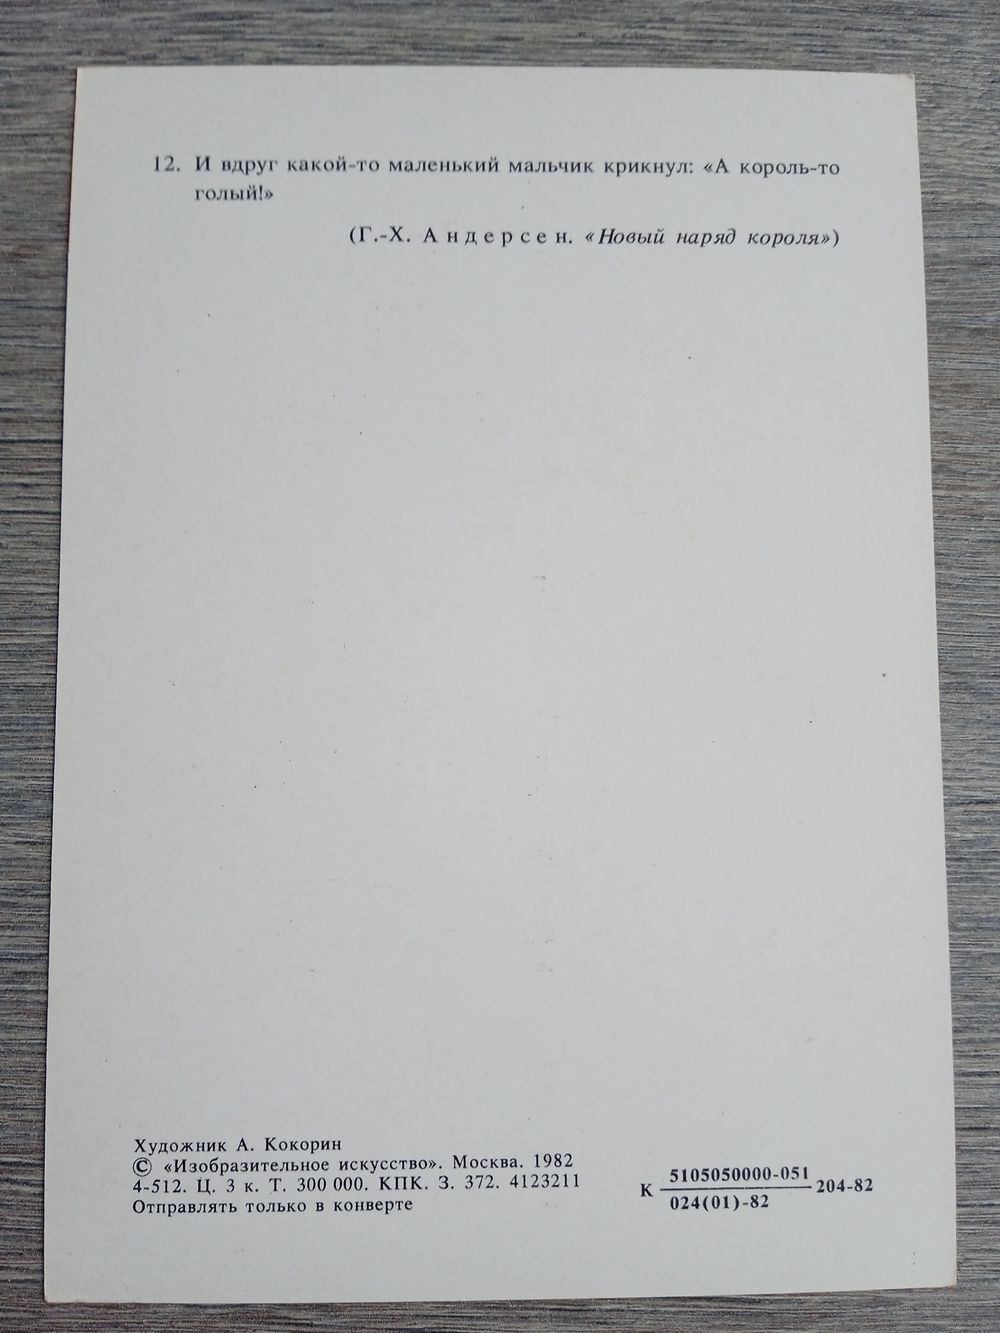 12. И вдруг какой-то маленький мальчик крикнул: «А король-то
голый!»
(Г.-Х. Андерсен. «Новый наряд короля»)
Художник А. Кокорин
© «Изобразительное искусство». Москва. 1982
4-512. Ц. 3 к. Т. 300 000. КПК. З. 372. 4123211
Отправлять только в конверте
5105050000-051
К 204-82
024(01)-82